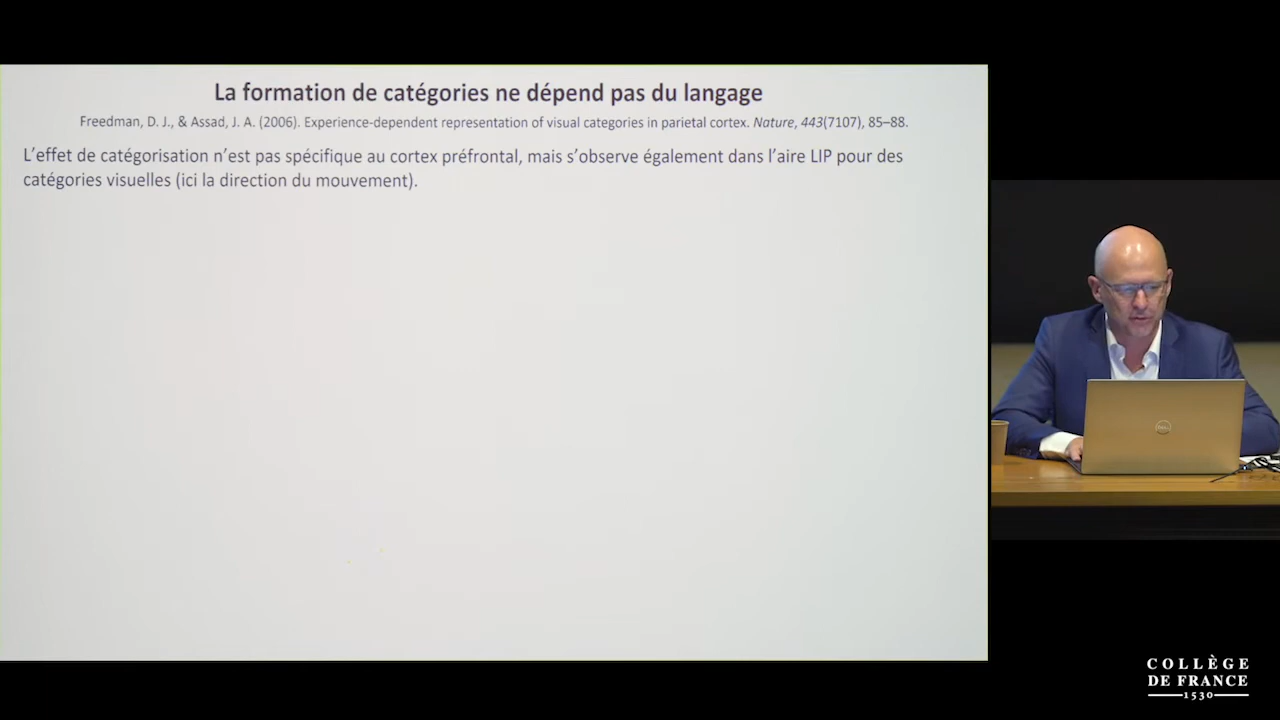 La formation de catégories ne dépend pas du langage
Freedman, D. J., & Assad, J. A. (2006). Experience-dependent representation of visual categories in parietal cortex. Nature, 443(7107), 85–88.
L’effet de catégorisation n’est pas spécifique au cortex préfrontal, mais s’observe également dans l’aire LIP pour des
catégories visuelles (ici la direction du mouvement).
DELL
COLLÈGE
DE FRANCE
1530